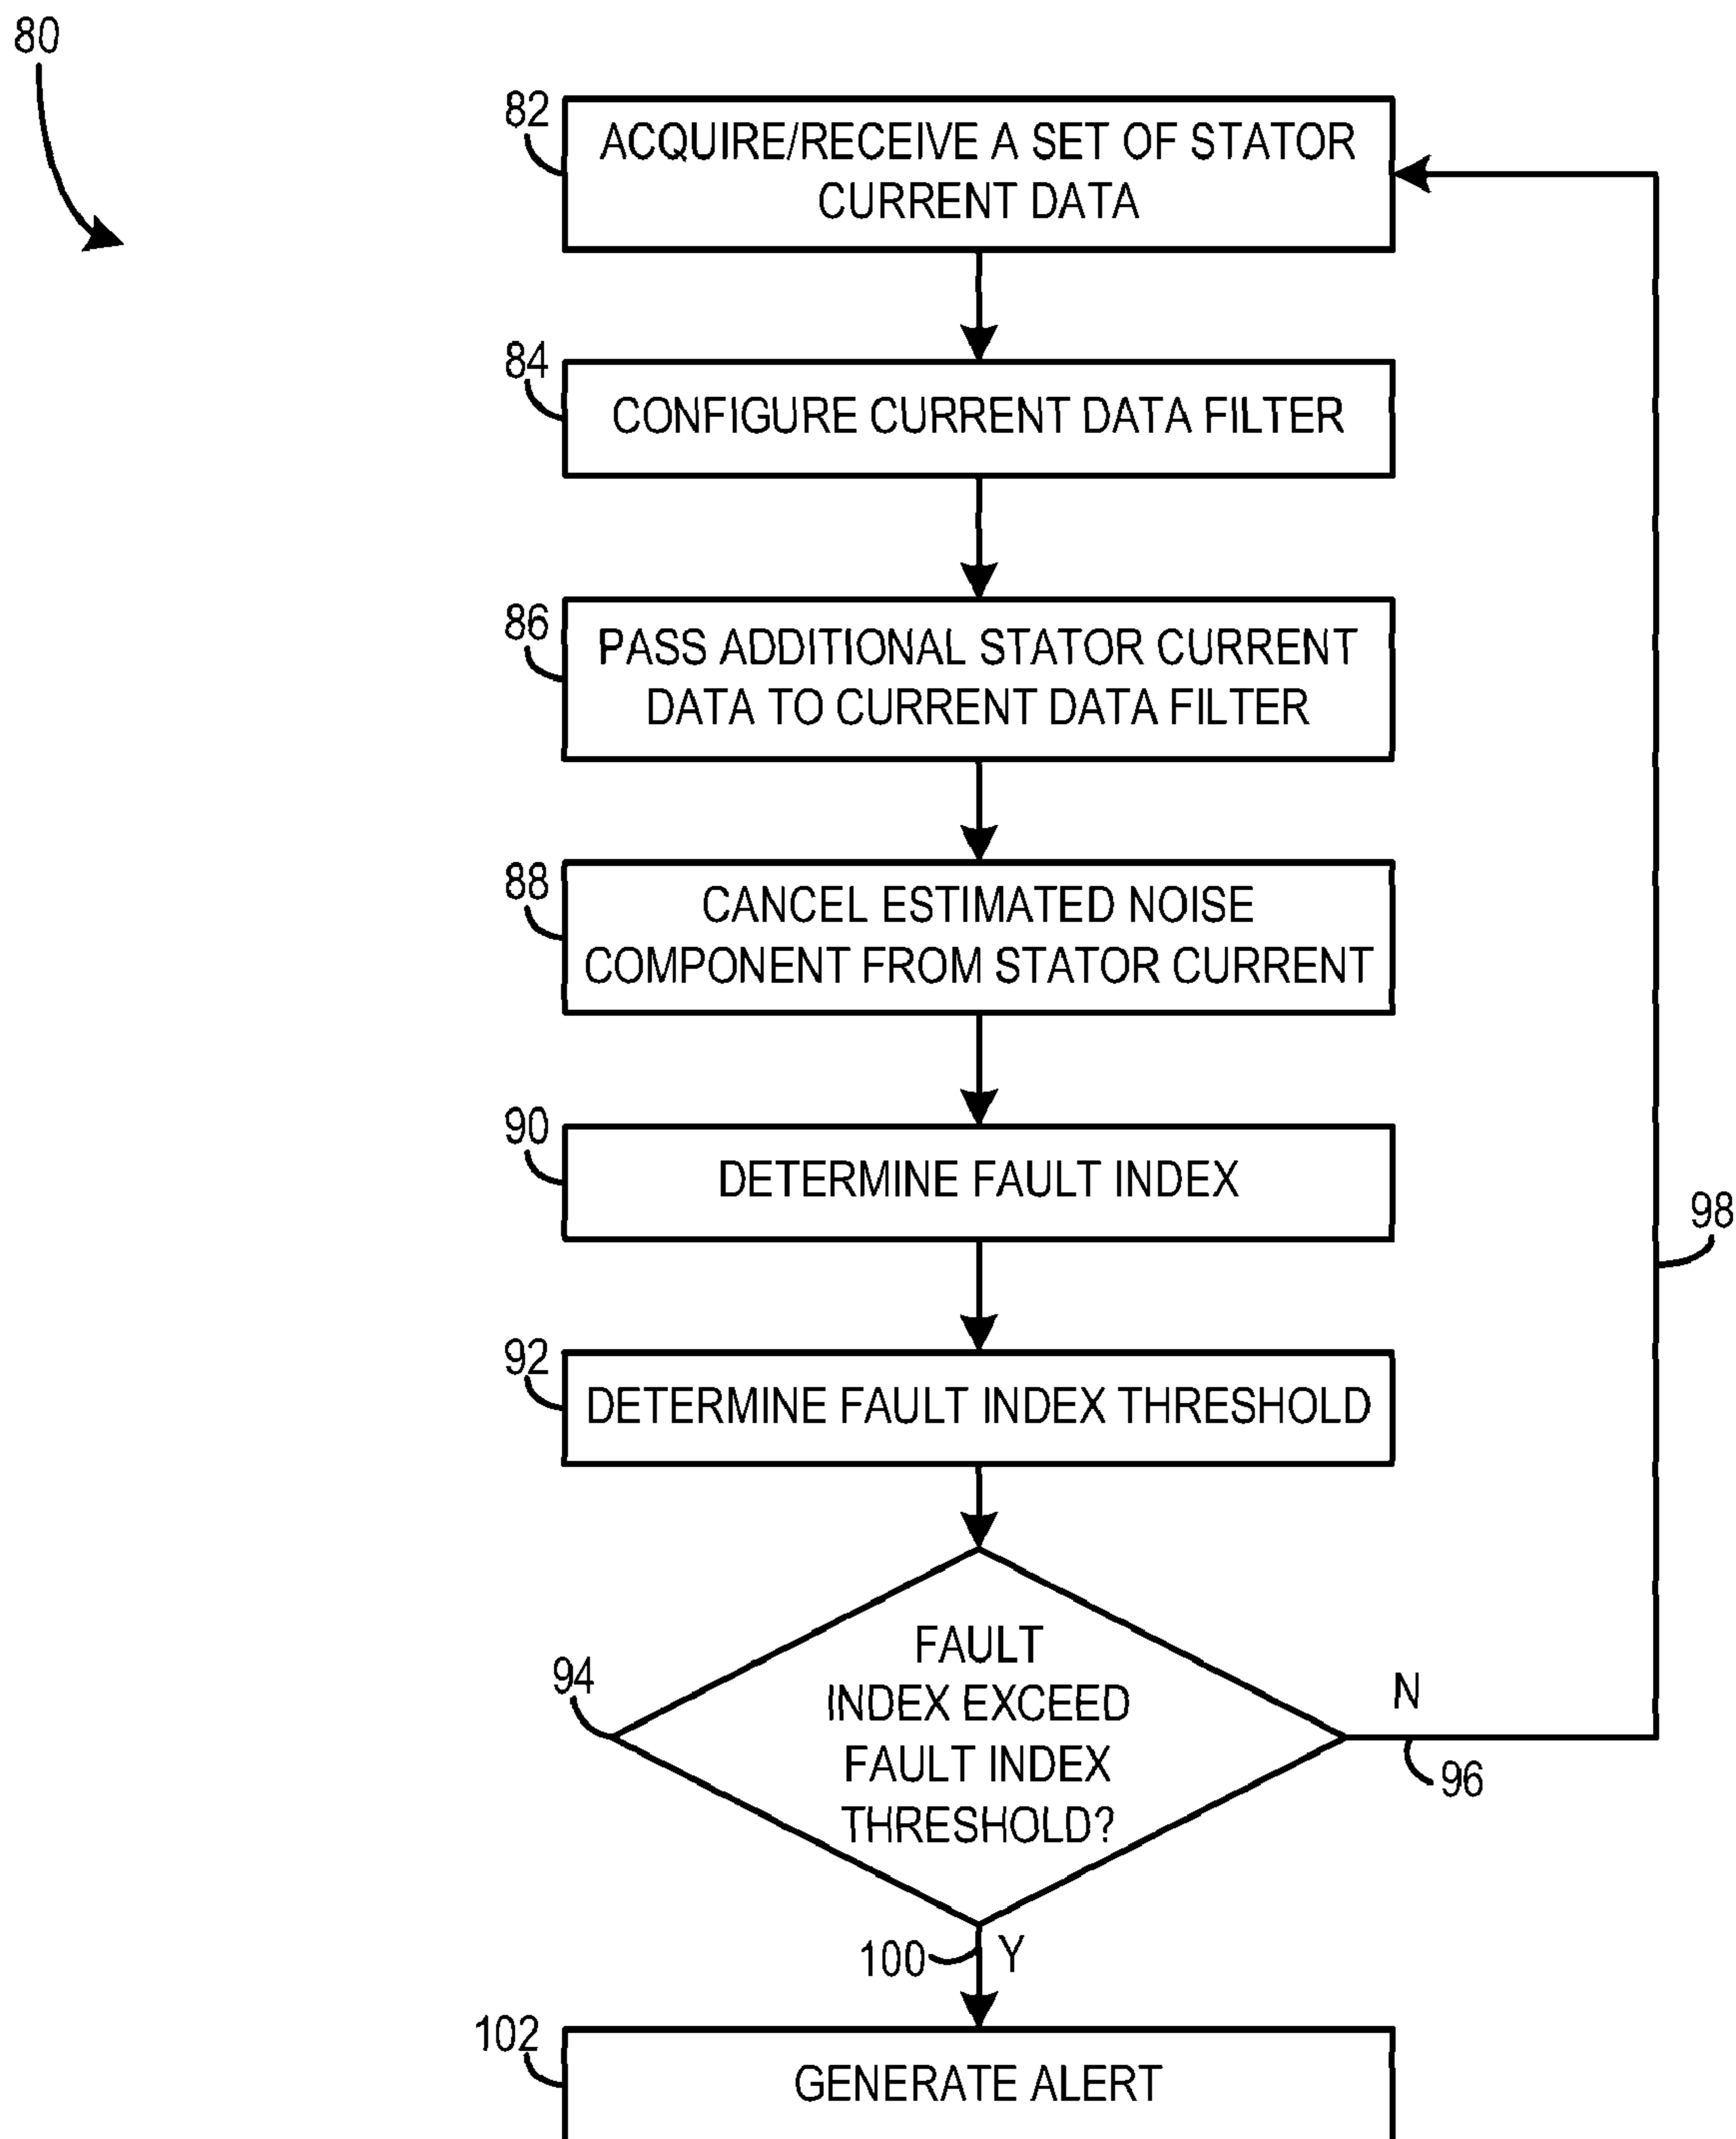 80
82
ACQUIRE/RECEIVE A SET OF STATOR
CURRENT DATA
84
CONFIGURE CURRENT DATA FILTER
86
PASS ADDITIONAL STATOR CURRENT
DATA TO CURRENT DATA FILTER
88
CANCEL ESTIMATED NOISE
COMPONENT FROM STATOR CURRENT
90
DETERMINE FAULT INDEX
98
92
DETERMINE FAULT INDEX THRESHOLD
94
FAULT
INDEX EXCEED
FAULT INDEX
THRESHOLD?
N
96
100
Y
102
GENERATE ALERT